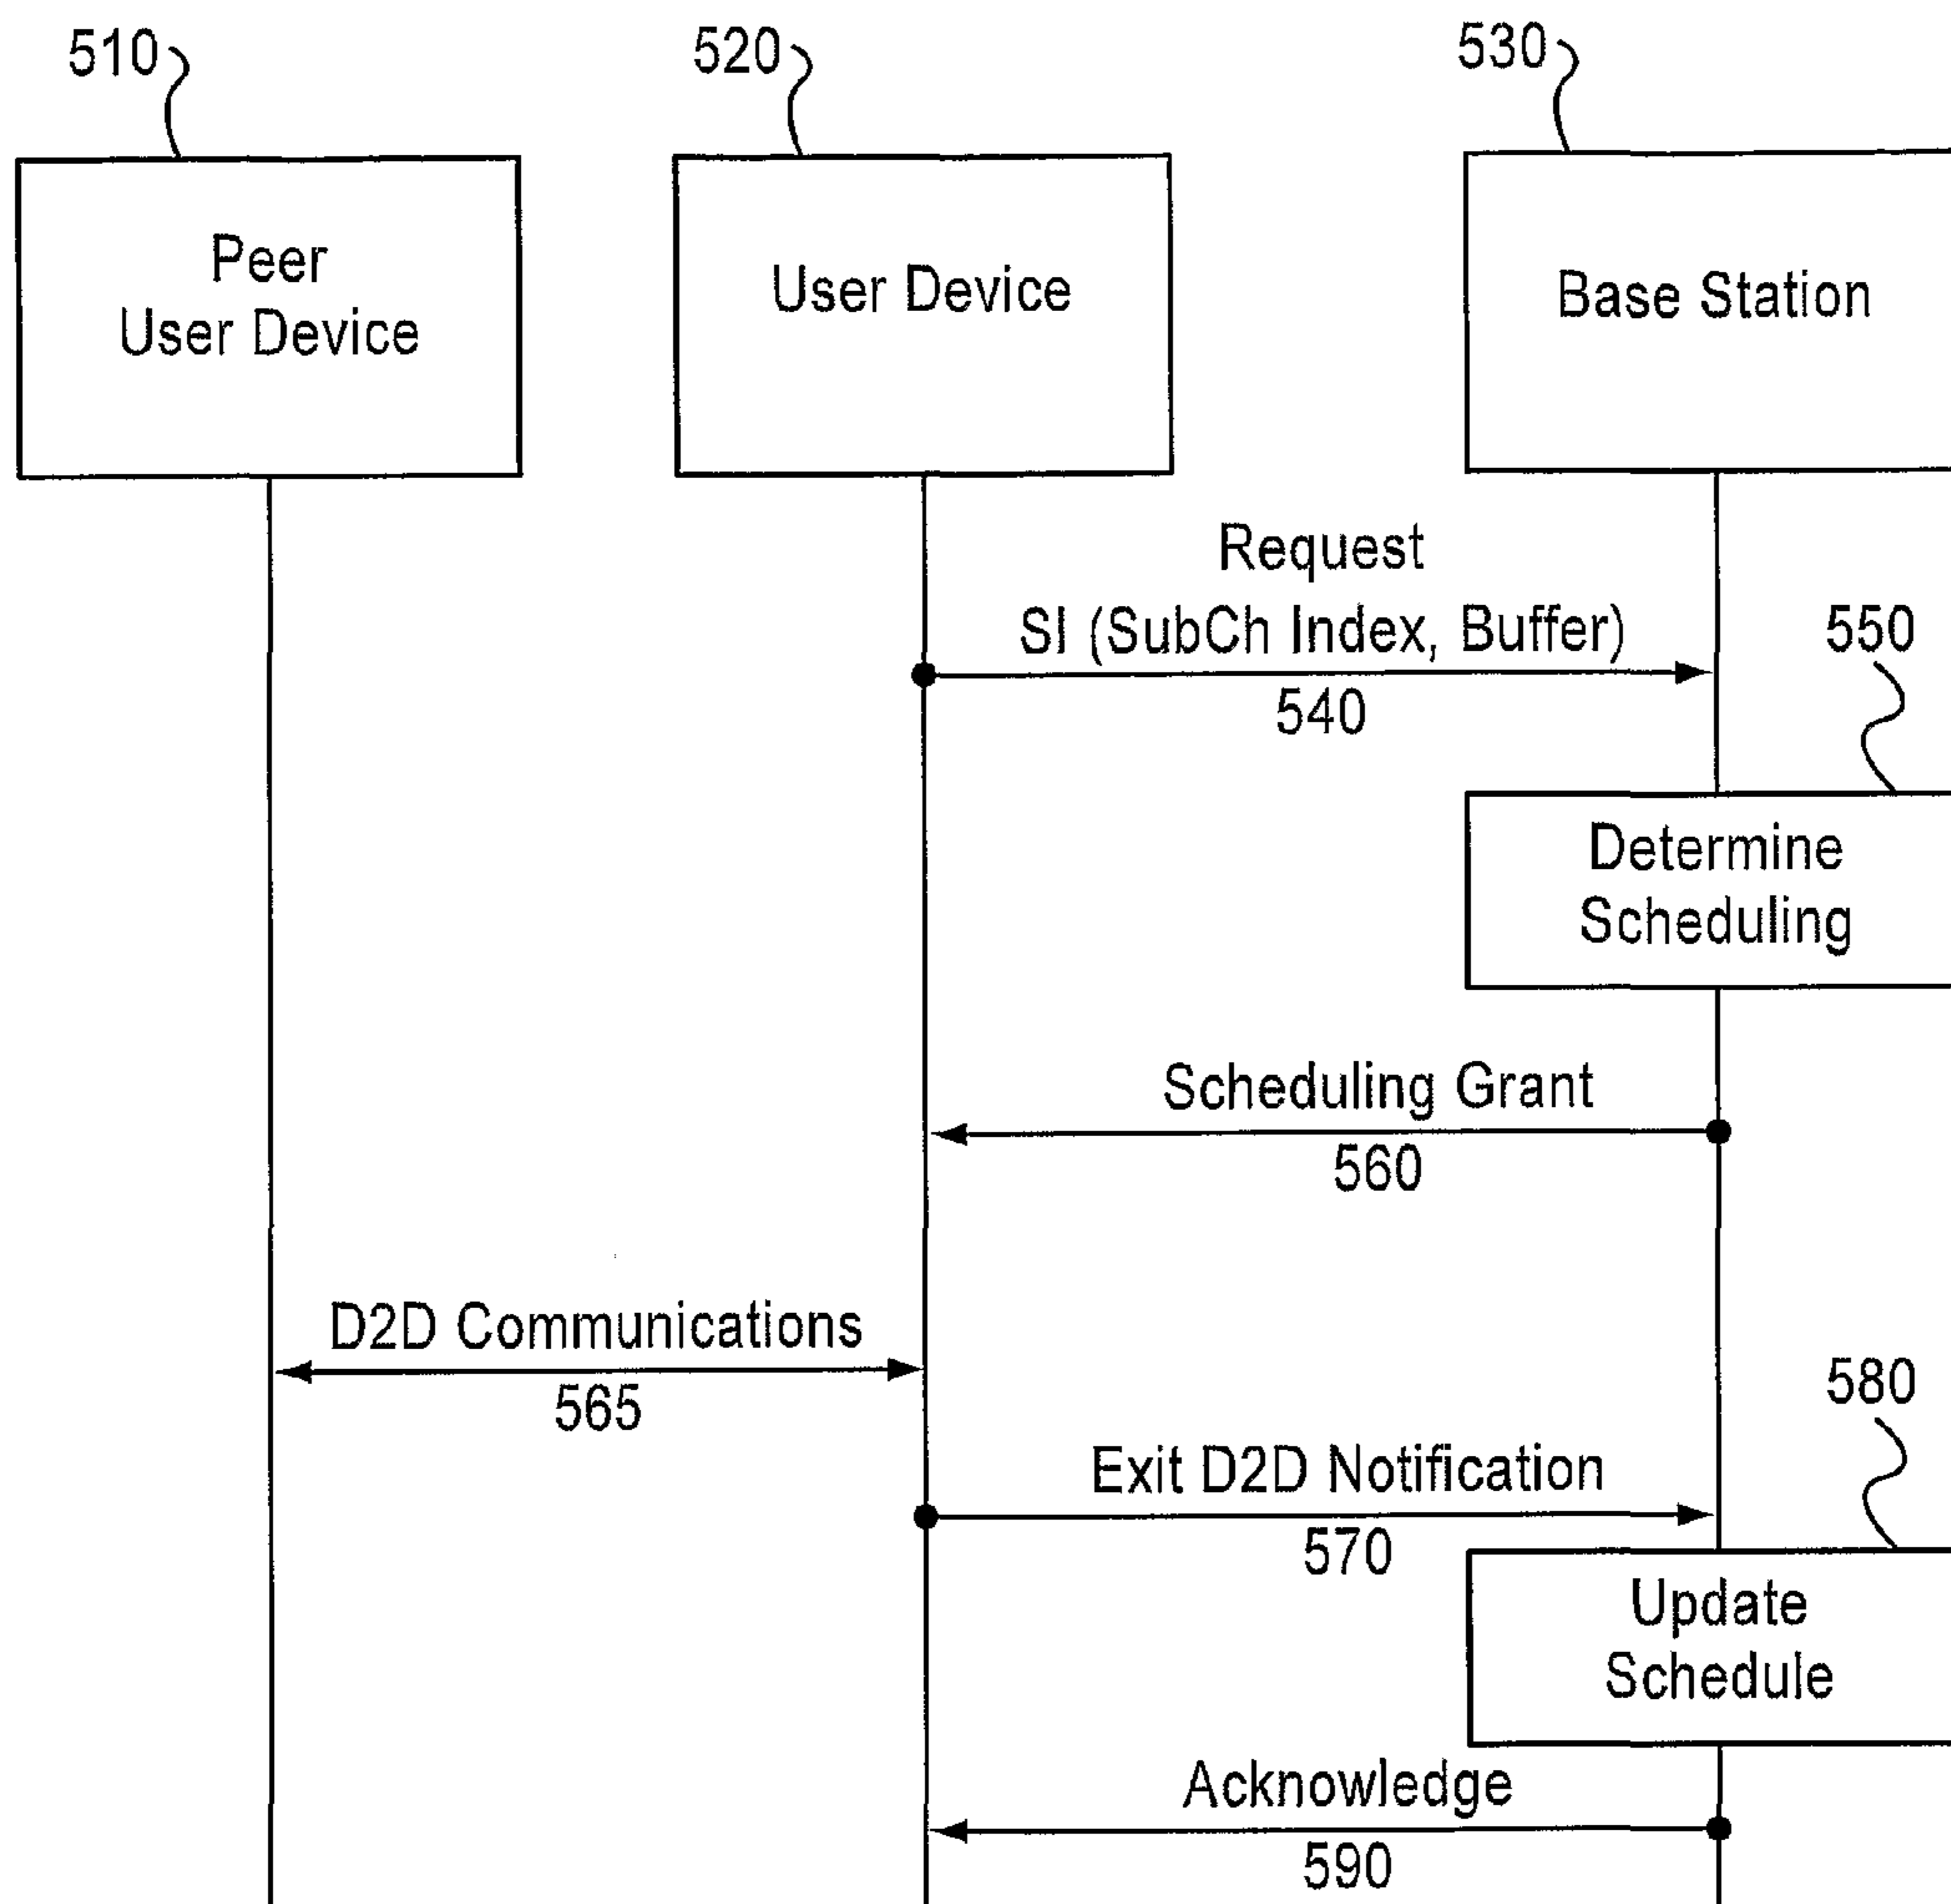 510
520
530
Peer
User Device
User Device
Base Station
Request
SI (SubCh Index, Buffer)
540
550
Determine
Scheduling
Scheduling Grant
560
D2D Communications
565
Exit D2D Notification
570
580
Update
Schedule
Acknowledge
590